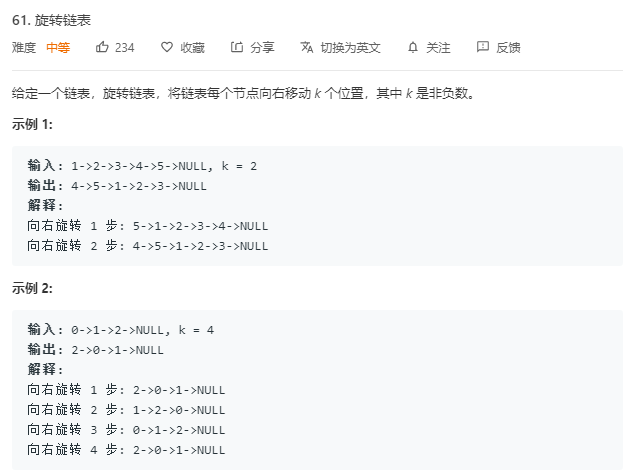 61. 旋转链表
难度 中等 234 收藏 分享 切换为英文 关注 反馈
给定一个链表，旋转链表，将链表每个节点向右移动 k 个位置，其中 k 是非负数。
示例 1:
输入: 1->2->3->4->5->NULL, k = 2
输出: 4->5->1->2->3->NULL
解释:
向右旋转 1 步: 5->1->2->3->4->NULL
向右旋转 2 步: 4->5->1->2->3->NULL
示例 2:
输入: 0->1->2->NULL, k = 4
输出: 2->0->1->NULL
解释:
向右旋转 1 步: 2->0->1->NULL
向右旋转 2 步: 1->2->0->NULL
向右旋转 3 步: 0->1->2->NULL
向右旋转 4 步: 2->0->1->NULL